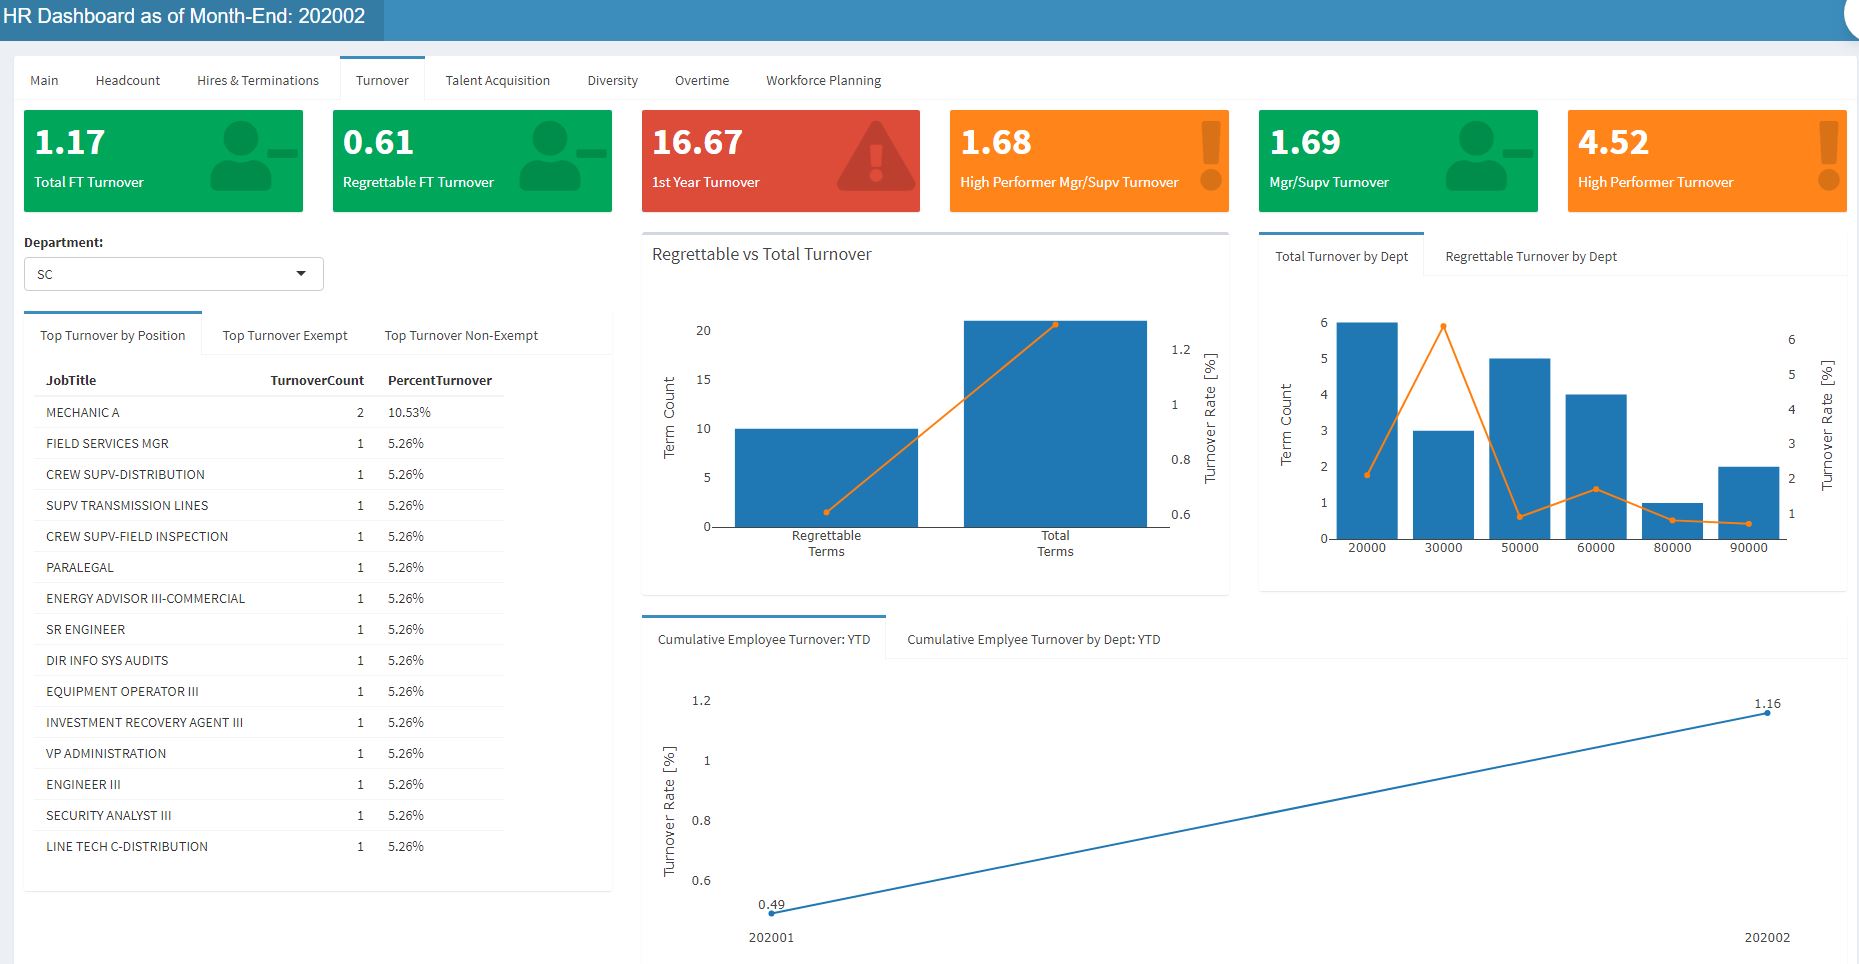 HR Dashboard as of Month-End: 202002
Main Headcount Hires & Terminations Turnover Talent Acquisition Diversity Overtime Workforce Planning
1.17
Total FT Turnover
0.61
Regrettable FT Turnover
16.67
1st Year Turnover
1.68
High Performer Mgr/Supv Turnover
1.69
Mgr/Supv Turnover
4.52
High Performer Turnover
Department:
SC
Top Turnover by Position Top Turnover Exempt Top Turnover Non-Exempt
JobTitle TurnoverCount PercentTurnover
MECHANIC A 2 10.53%
FIELD SERVICES MGR 1 5.26%
CREW SUPV-DISTRIBUTION 1 5.26%
SUPV TRANSMISSION LINES 1 5.26%
CREW SUPV-FIELD INSPECTION 1 5.26%
PARALEGAL 1 5.26%
ENERGY ADVISOR III-COMMERCIAL 1 5.26%
SR ENGINEER 1 5.26%
DIR INFO SYS AUDITS 1 5.26%
EQUIPMENT OPERATOR III 1 5.26%
INVESTMENT RECOVERY AGENT III 1 5.26%
VP ADMINISTRATION 1 5.26%
ENGINEER III 1 5.26%
SECURITY ANALYST III 1 5.26%
LINE TECH C-DISTRIBUTION 1 5.26%
Regrettable vs Total Turnover
Term Count
20
15
10
5
0
Regrettable
Terms
Total
Terms
1.2
1
0.8
0.6
Turnover Rate [%]
Total Turnover by Dept Regrettable Turnover by Dept
Term Count
6
5
4
3
2
1
0
20000 30000 50000 60000 80000 90000
6
5
4
3
2
1
Turnover Rate [%]
Cumulative Employee Turnover: YTD Cumulative Emplyee Turnover by Dept: YTD
Turnover Rate [%]
1.2
1
0.8
0.6
0.49
1.16
202001 202002